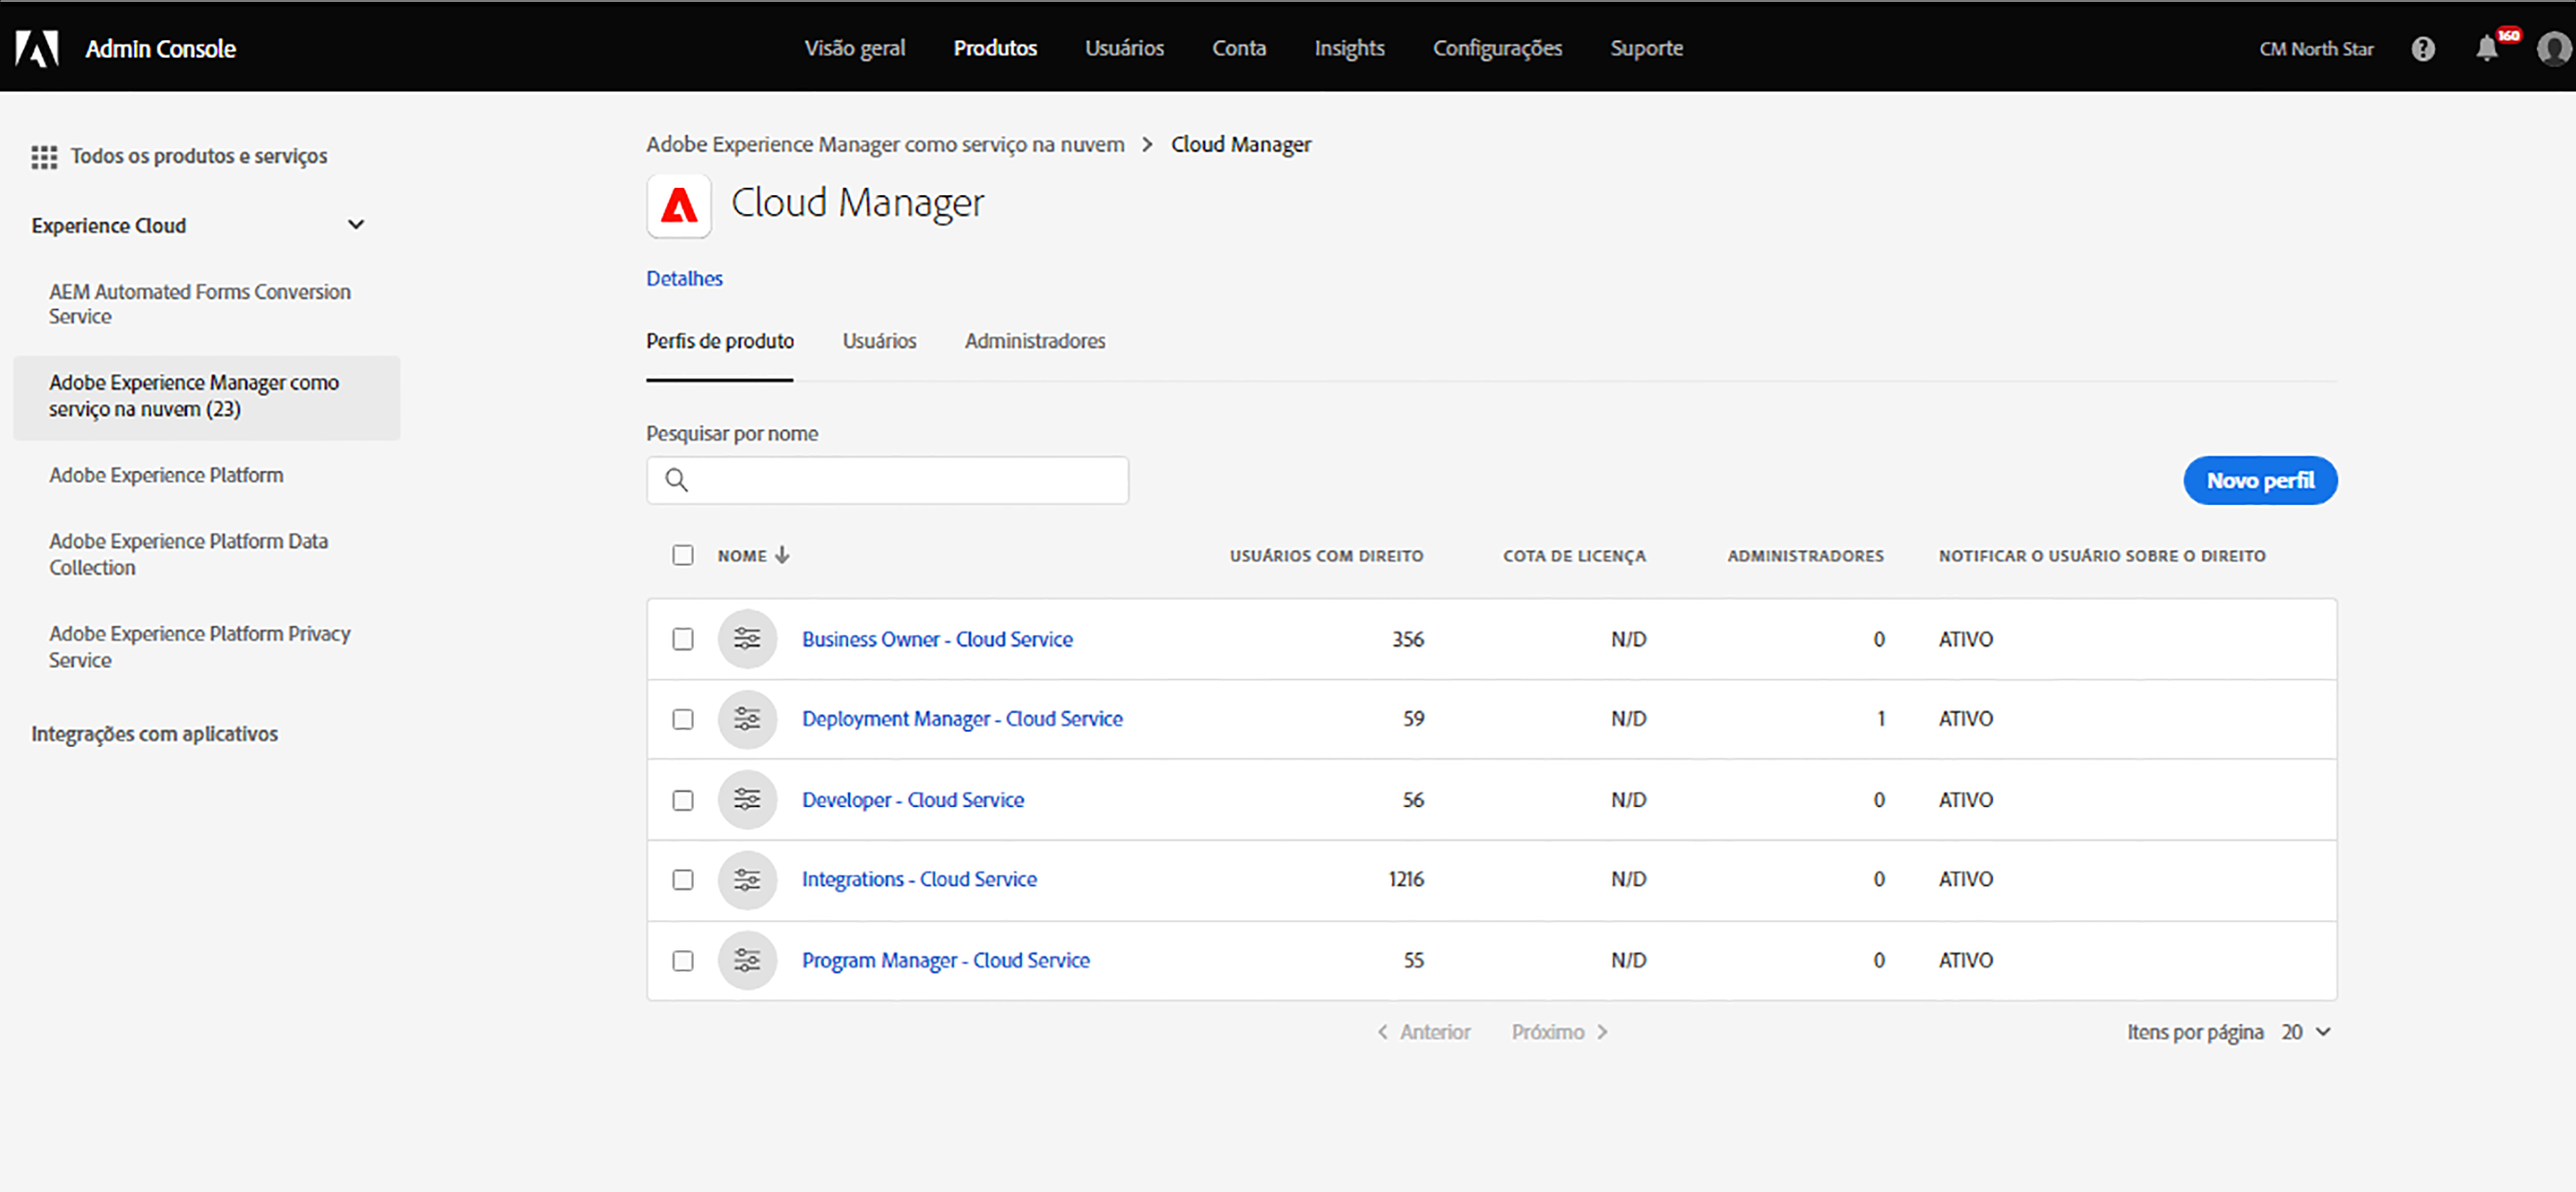 Admin Console
Visão geral
Produtos
Usuários
Conta
Insights
Configurações
Suporte
CM North Star
160
Todos os produtos e serviços
Experience Cloud
AEM Automated Forms Conversion
Service
Adobe Experience Manager como
serviço na nuvem (23)
Adobe Experience Platform
Adobe Experience Platform Data
Collection
Adobe Experience Platform Privacy
Service
Integrações com aplicativos
Adobe Experience Manager como serviço na nuvem > Cloud Manager
Cloud Manager
Detalhes
Perfis de produto
Usuários
Administradores
Pesquisar por nome
Novo perfil
NOME
USUÁRIOS COM DIREITO
COTA DE LICENÇA
ADMINISTRADORES
NOTIFICAR O USUÁRIO SOBRE O DIREITO
Business Owner - Cloud Service 356 N/D 0 ATIVO
Deployment Manager - Cloud Service 59 N/D 1 ATIVO
Developer - Cloud Service 56 N/D 0 ATIVO
Integrations - Cloud Service 1216 N/D 0 ATIVO
Program Manager - Cloud Service 55 N/D 0 ATIVO
Anterior
Próximo
Itens por página 20